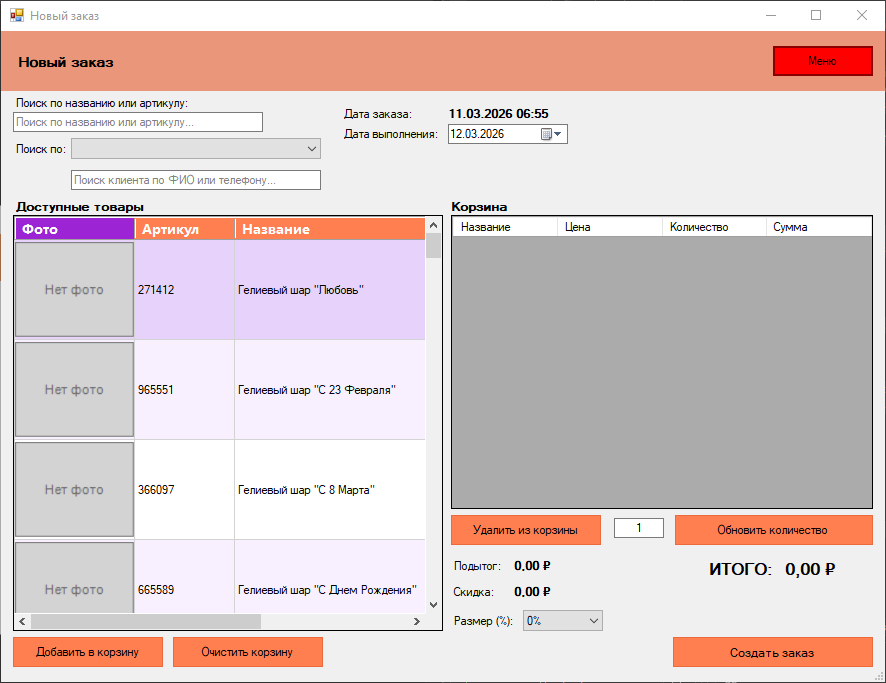 Новый заказ
Новый заказ
Меню
Поиск по названию или артикулу:
Поиск по названию или артикулу...
Поиск по:
Поиск клиента по ФИО или телефону...
Дата заказа: 11.03.2026 06:55
Дата выполнения: 12.03.2026
Доступные товары
Фото Артикул Название
Нет фото 271412 Гелиевый шар "Любовь"
Нет фото 965551 Гелиевый шар "С 23 Февраля"
Нет фото 366097 Гелиевый шар "С 8 Марта"
Нет фото 665589 Гелиевый шар "С Днем Рождения"
Добавить в корзину Очистить корзину
Корзина
Название Цена Количество Сумма
Удалить из корзины 1 Обновить количество
Подытог: 0,00 ₽
Скидка: 0,00 ₽
Размер (%): 0%
ИТОГО: 0,00 ₽
Создать заказ